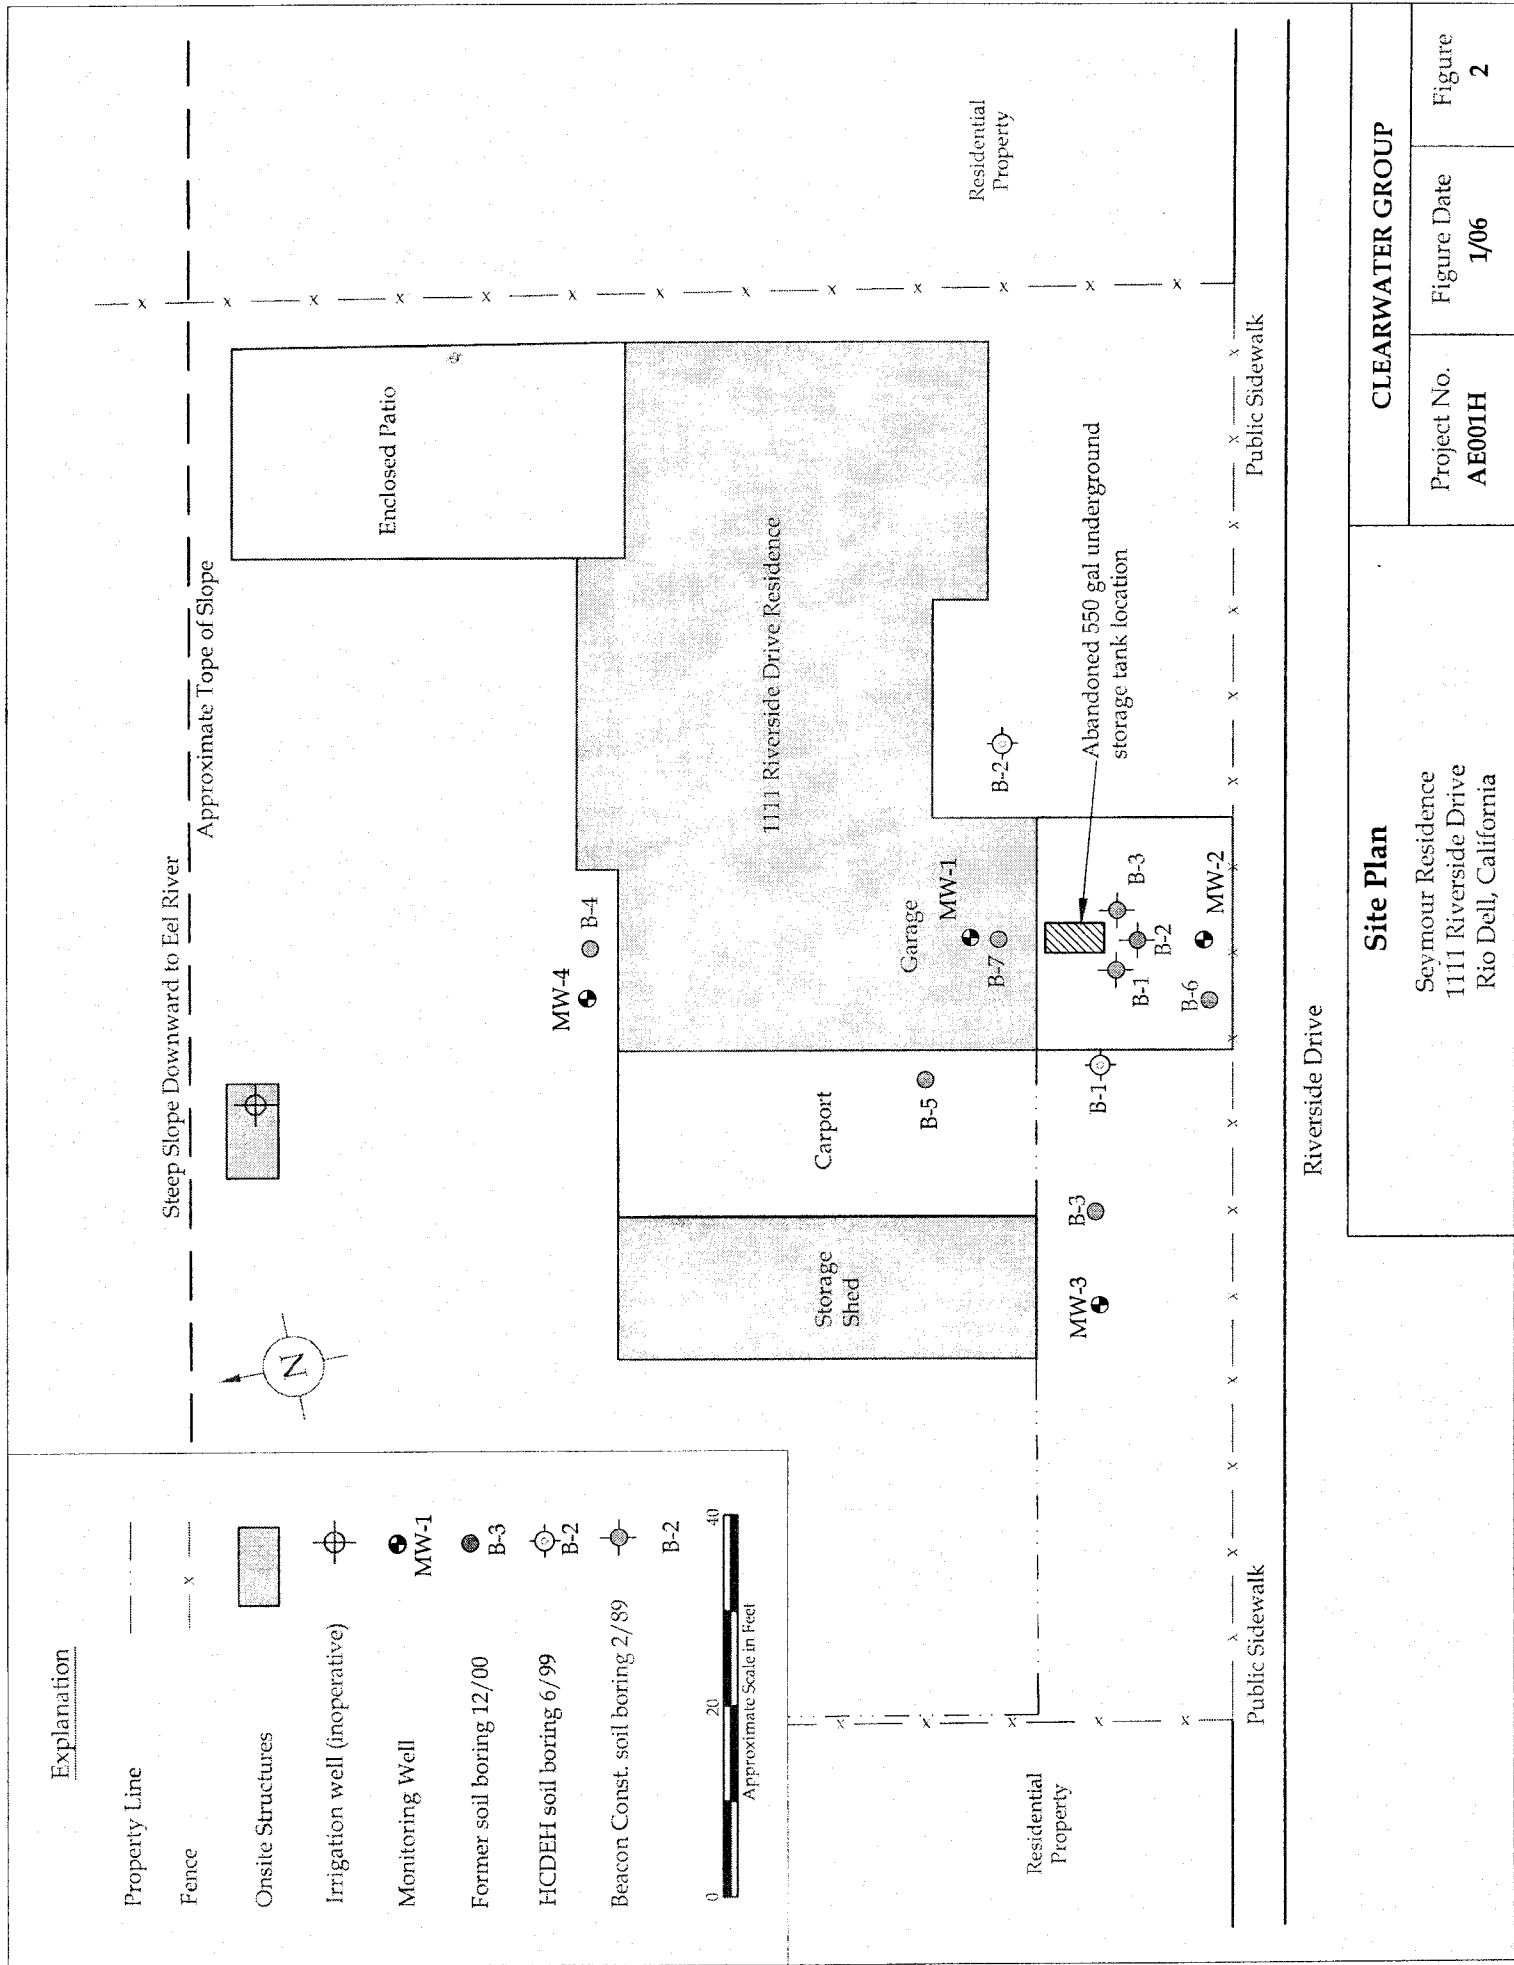 Explanation
Property Line
Fence
x
Onsite Structures
Irrigation well (inoperative)
Monitoring Well
MW-1
Former soil boring 12/00
B-3
HCDEH soil boring 6/99
B-2
Beacon Const. soil boring 2/89
B-2
0
20
40
Approximate Scale in Feet
N
Steep Slope Downward to Eel River
Approximate Tope of Slope
Enclosed Patio
1111 Riverside Drive Residence
MW-4
B-4
Garage
MW-1
B-7
Carport
B-5
Storage
Shed
B-2
Abandoned 550 gal underground
storage tank location
B-1
B-2
B-3
B-6
MW-2
B-1
B-3
MW-3
Residential
Property
Residential
Property
Public Sidewalk
Public Sidewalk
Riverside Drive
Site Plan
Seymour Residence
1111 Riverside Drive
Rio Dell, California
CLEARWATER GROUP
Project No.
AE001H
Figure Date
1/06
Figure
2